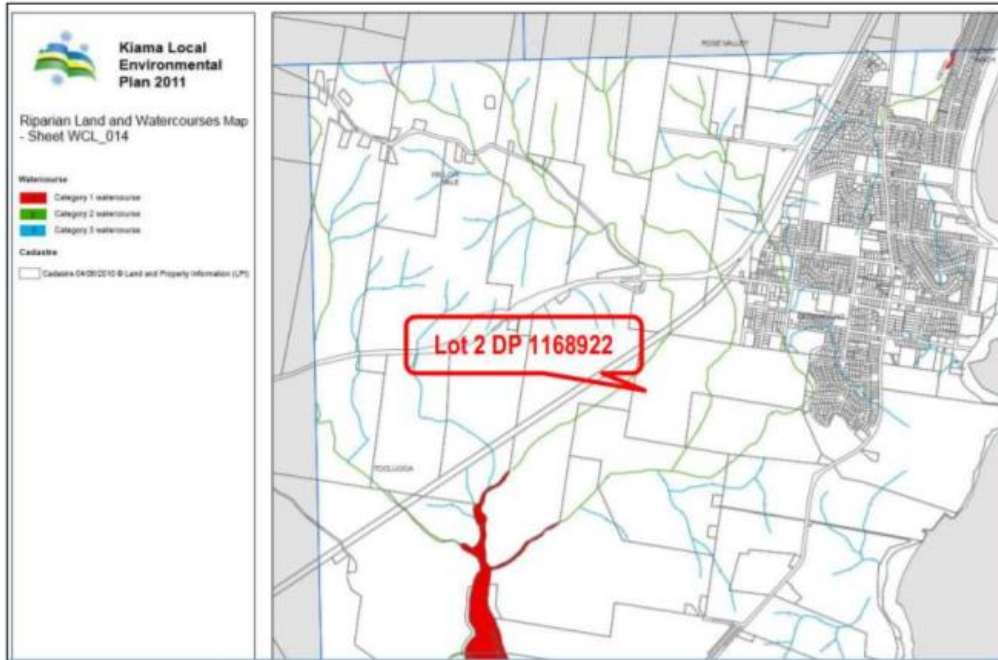 Kiama Local
Environmental
Plan 2011
Riparian Land and Watercourses Map
- Sheet WCL_014
Watercourse
Category 1 watercourse
Category 2 watercourse
Category 3 watercourse
Cadastre
Cadastre 04/08/2010 © Land and Property Information (LPI)
ROSE VALLEY
Lot 2 DP 1168922
TOOLIJOOA